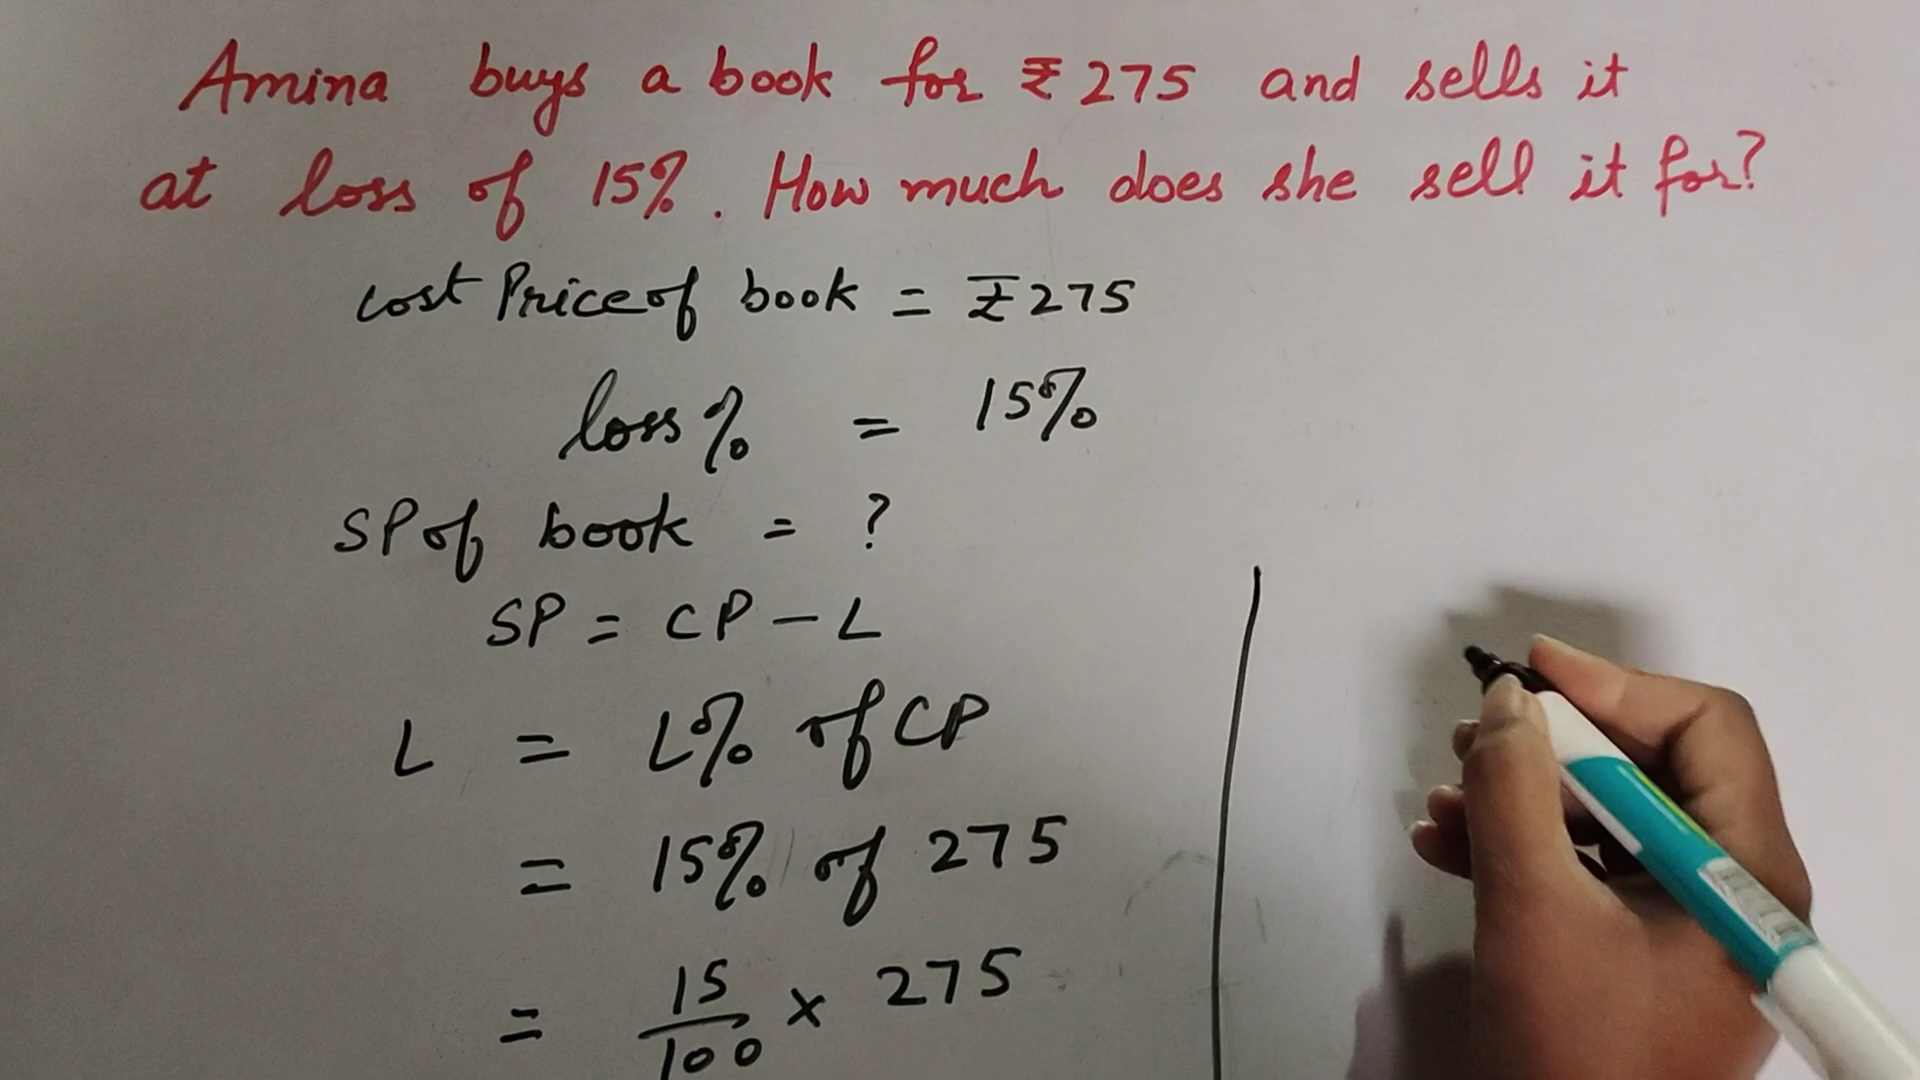 Amina buys a book for ₹275 and sells it
at loss of 15%. How much does she sell it for?
Cost Price of book = ₹275
loss% = 15%
SP of book = ?
SP = CP - L
L = L% of CP
= 15% of 275
= 15/100 × 275